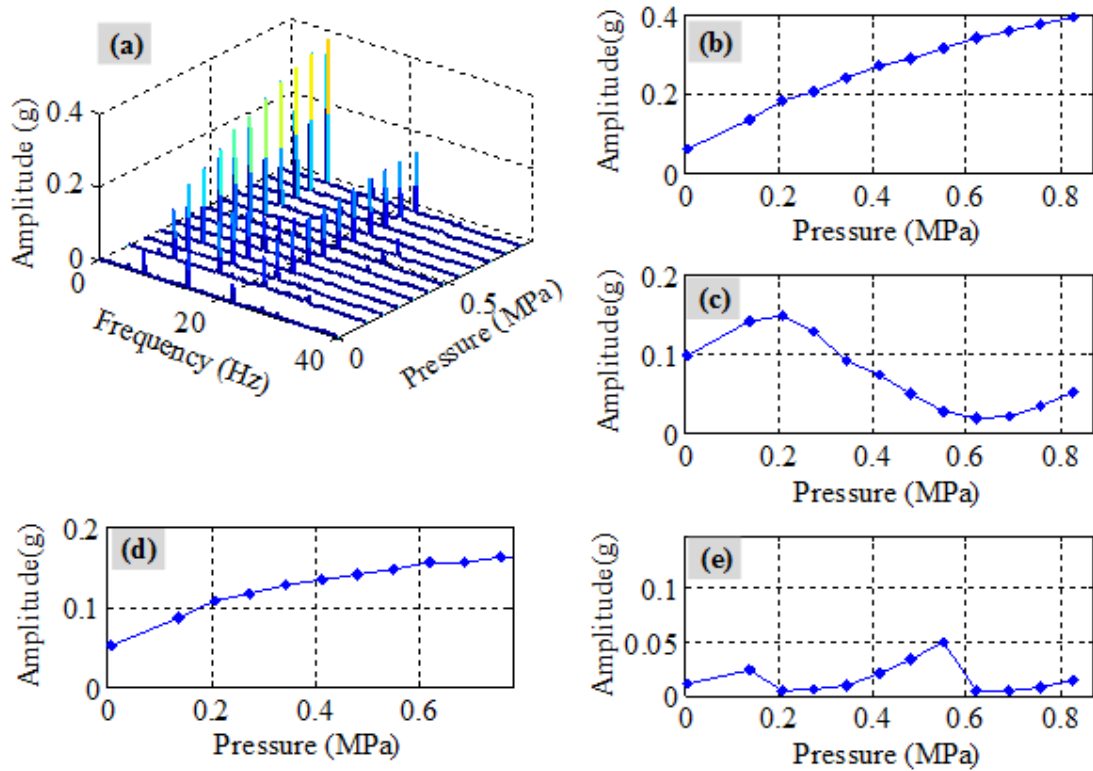 (a)
0.4
0.2
0
Amplitude (g)
0
20
40
Frequency (Hz)
0
0.5
Pressure (MPa)
(b)
0.4
0.2
0
Amplitude(g)
0 0.2 0.4 0.6 0.8
Pressure (MPa)
(c)
0.2
0.1
0
Amplitude(g)
0 0.2 0.4 0.6 0.8
Pressure (MPa)
(d)
0.2
0.1
0
Amplitude(g)
0 0.2 0.4 0.6
Pressure (MPa)
(e)
0.1
0.05
0
Amplitude(g)
0 0.2 0.4 0.6 0.8
Pressure (MPa)